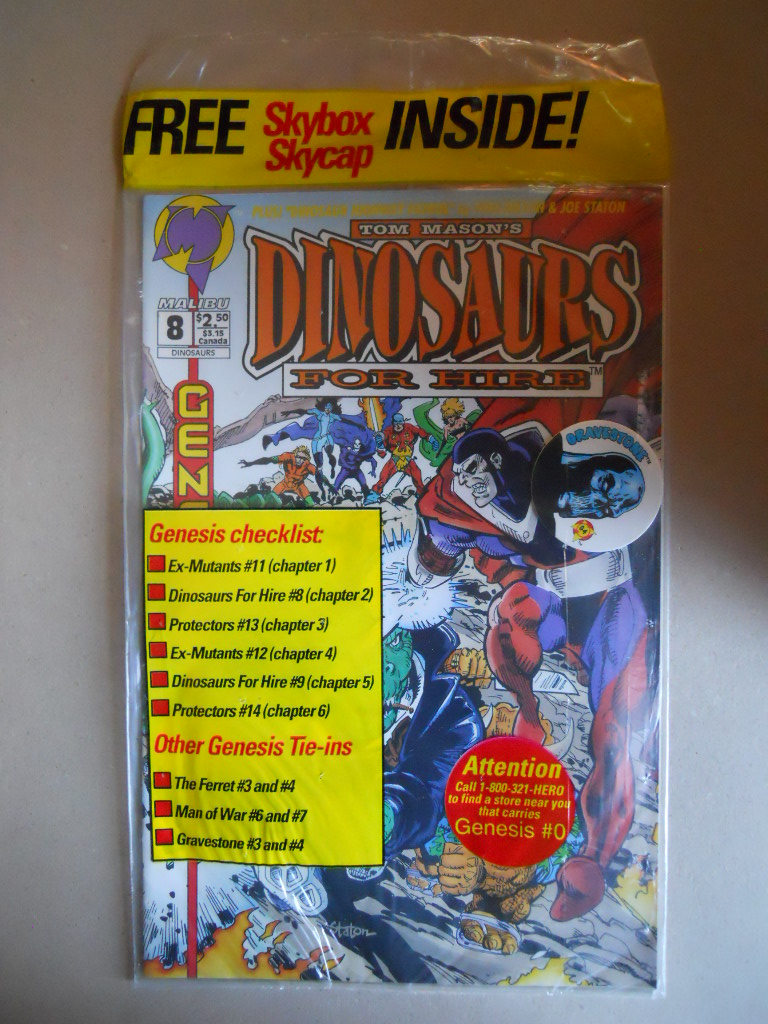 FREE Skybox Skycap INSIDE!
& JOE STATON
TOM MASON'S
DINOSAURS
FOR HIRE™
MALIBU
8
$2.50
$3.15
Canada
DINOSAURS
GEN
GRAVESTONE™
Genesis checklist:
Ex-Mutants #11 (chapter 1)
Dinosaurs For Hire #8 (chapter 2)
Protectors #13 (chapter 3)
Ex-Mutants #12 (chapter 4)
Dinosaurs For Hire #9 (chapter 5)
Protectors #14 (chapter 6)
Other Genesis Tie-ins
The Ferret #3 and #4
Man of War #6 and #7
Gravestone #3 and #4
Attention
Call 1-800-321-HERO
to find a store near you
that carries
Genesis #0
Staton